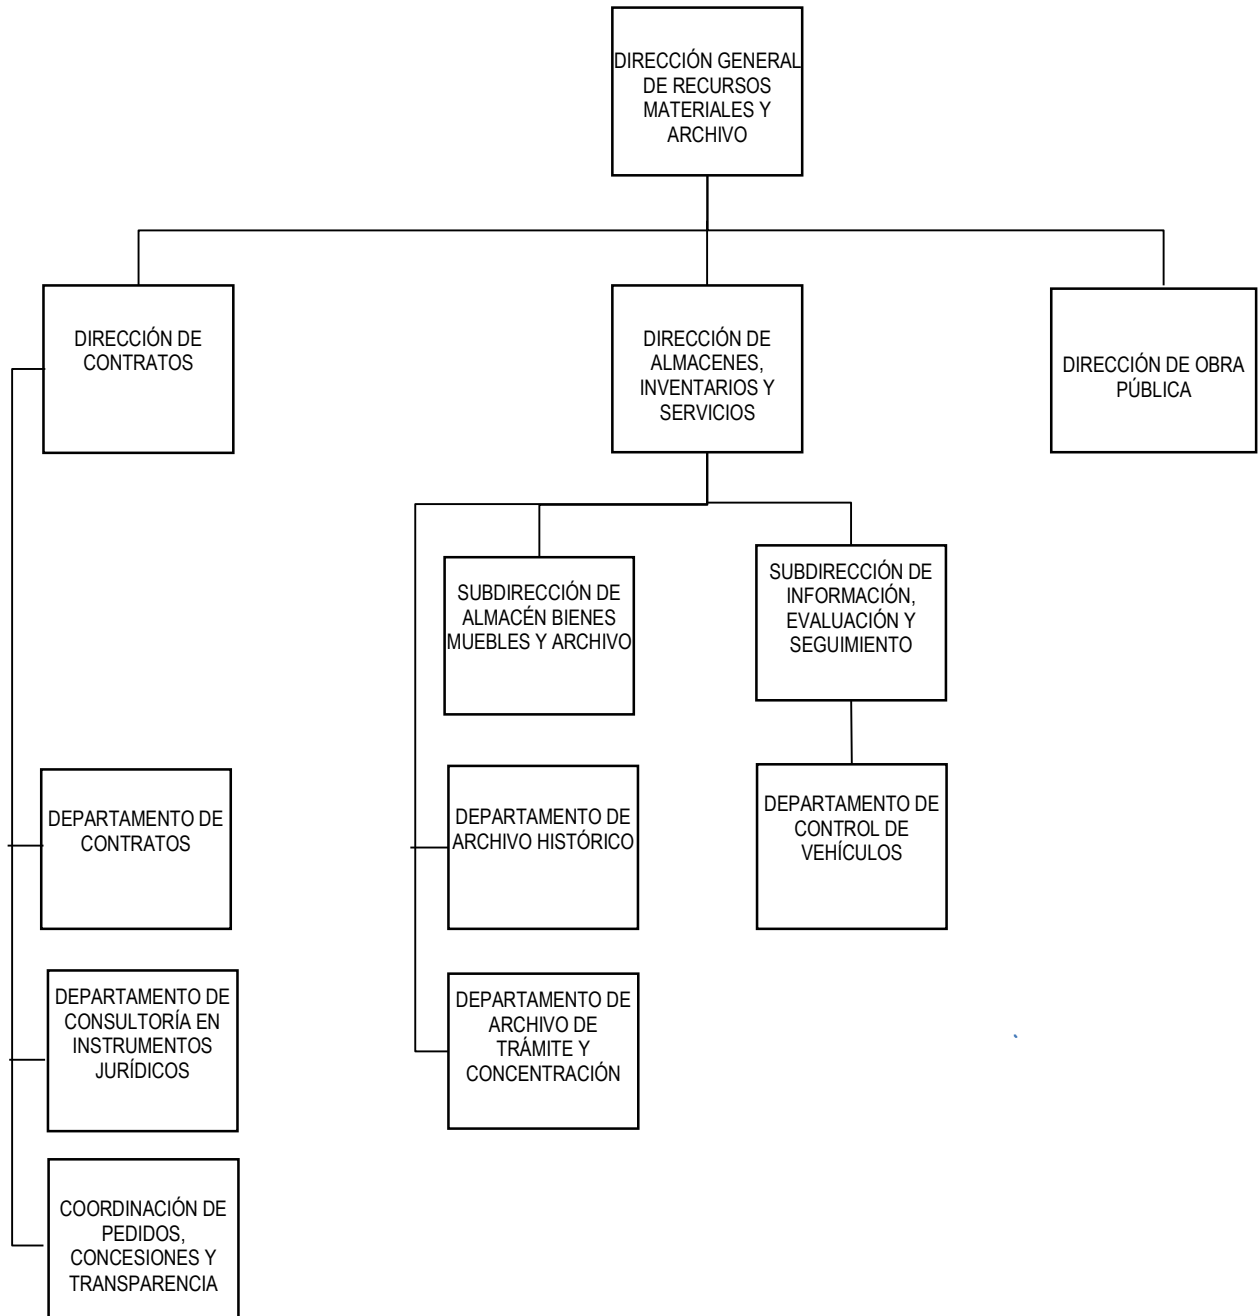 DIRECCIÓN GENERAL
DE RECURSOS
MATERIALES Y
ARCHIVO
DIRECCIÓN DE
CONTRATOS
DIRECCIÓN DE
ALMACENES,
INVENTARIOS Y
SERVICIOS
DIRECCIÓN DE OBRA
PÚBLICA
SUBDIRECCIÓN DE
ALMACÉN BIENES
MUEBLES Y ARCHIVO
SUBDIRECCIÓN DE
INFORMACIÓN,
EVALUACIÓN Y
SEGUIMIENTO
DEPARTAMENTO DE
CONTRATOS
DEPARTAMENTO DE
ARCHIVO HISTÓRICO
DEPARTAMENTO DE
CONTROL DE
VEHÍCULOS
DEPARTAMENTO DE
CONSULTORÍA EN
INSTRUMENTOS
JURÍDICOS
DEPARTAMENTO DE
ARCHIVO DE
TRÁMITE Y
CONCENTRACIÓN
COORDINACIÓN DE
PEDIDOS,
CONCESIONES Y
TRANSPARENCIA